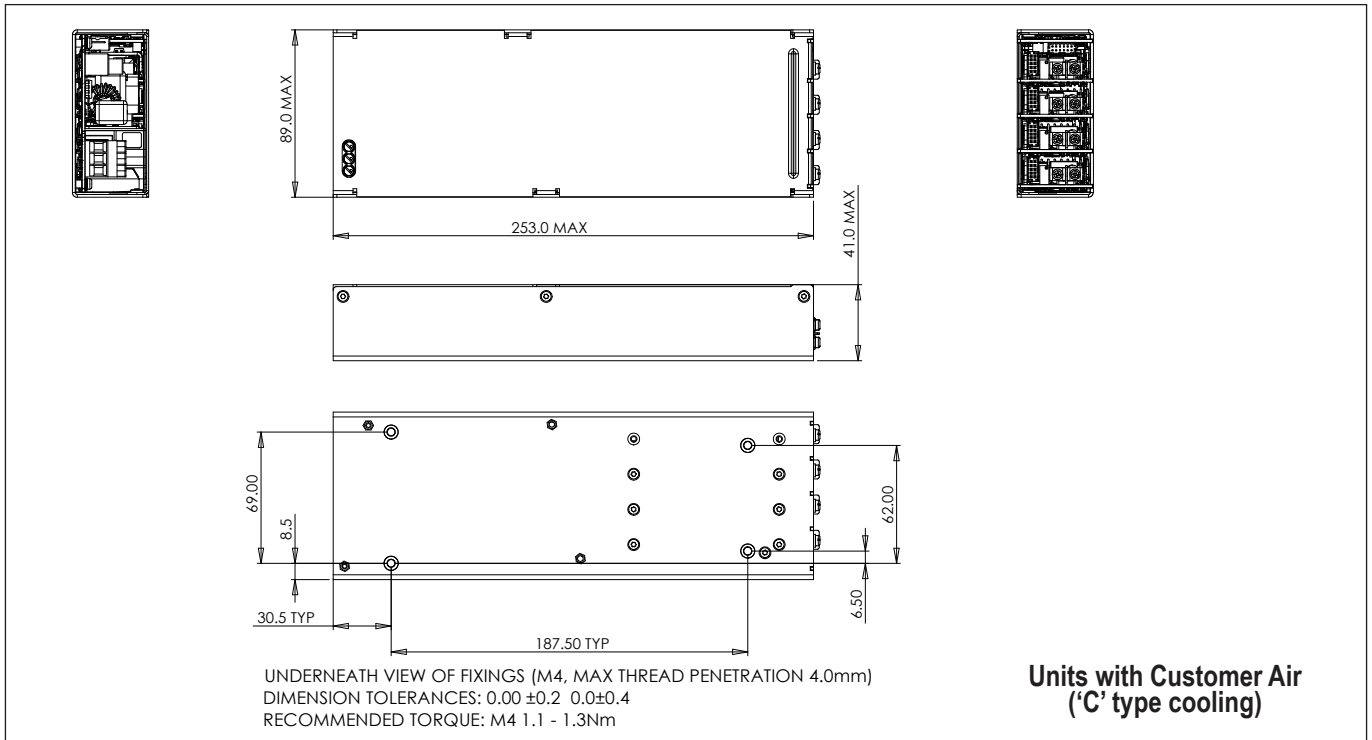 89.0 MAX
253.0 MAX
41.0 MAX
69.00
8.5
62.00
6.50
30.5 TYP
187.50 TYP
UNDERNEATH VIEW OF FIXINGS (M4, MAX THREAD PENETRATION 4.0mm)
DIMENSION TOLERANCES: 0.00 ±0.2 0.0±0.4
RECOMMENDED TORQUE: M4 1.1 - 1.3Nm
Units with Customer Air
(‘C’ type cooling)